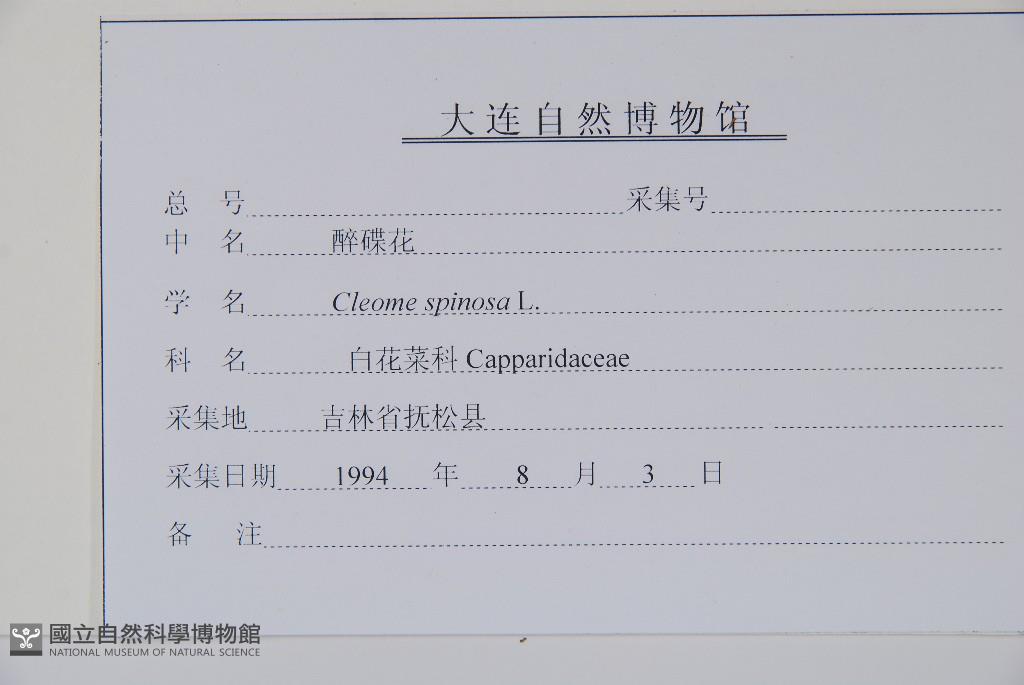 大连自然博物馆
总 号 采集号
中 名 醉碟花
学 名 Cleome spinosa L.
科 名 白花菜科 Capparidaceae
采集地 吉林省抚松县
采集日期 1994 年 8 月 3 日
备 注
國立自然科學博物館
NATIONAL MUSEUM OF NATURAL SCIENCE